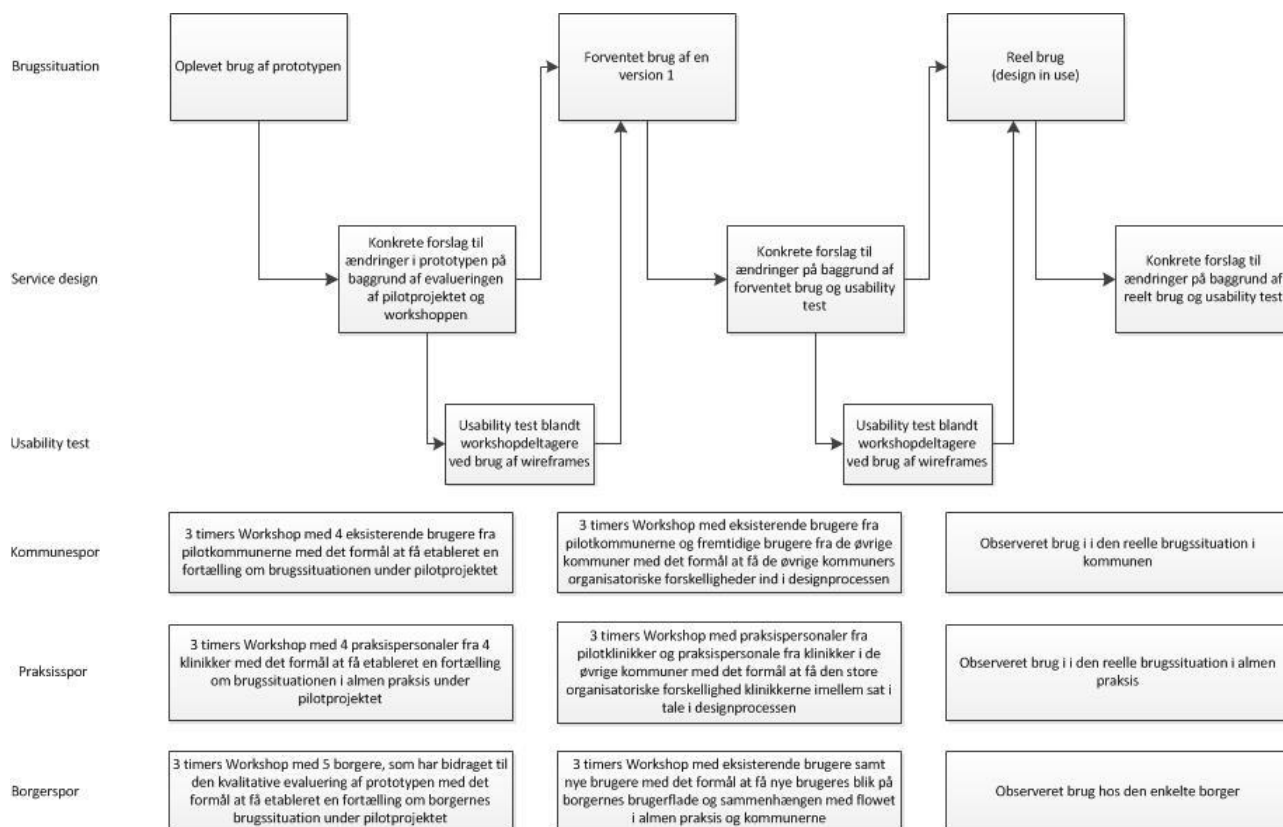 Brugssituation
Oplevet brug af prototypen
Forventet brug af en
version 1
Reel brug
(design in use)
Service design
Konkrete forslag til
ændringer i prototypen på
baggrund af evalueringen
af pilotprojektet og
workshoppen
Konkrete forslag til
ændringer på baggrund af
forventet brug og usability
test
Konkrete forslag til
ændringer på baggrund af
reelt brug og usability test
Usability test
Usability test blandt
workshopdeltagere
ved brug af wireframes
Usability test blandt
workshopdeltagere
ved brug af wireframes
Kommunespor
3 timers Workshop med 4 eksisterende brugere fra
pilotkommunerne med det formål at få etableret en
fortælling om brugssituationen under pilotprojektet
3 timers Workshop med eksisterende brugere fra
pilotkommunerne og fremtidige brugere fra de øvrige
kommuner med det formål at få de øvrige kommuners
organisatoriske forskelligheder ind i designprocessen
Observeret brug i i den reelle brugssituation i
kommunen
Praksisspor
3 timers Workshop med 4 praksispersonaler fra 4
klinikker med det formål at få etableret en fortælling
om brugssituationen i almen praksis under
pilotprojektet
3 timers Workshop med praksispersonaler fra
pilotklinikker og praksispersonale fra klinikker i de
øvrige kommuner med det formål at få den store
organisatoriske forskellighed klinikkerne imellem sat i
tale i designprocessen
Observeret brug i i den reelle brugssituation i almen
praksis
Borgerspor
3 timers Workshop med 5 borgere, som har bidraget til
den kvalitative evaluering af prototypen med det
formål at få etableret en fortælling om borgernes
brugssituation under pilotprojektet
3 timers Workshop med eksisterende brugere samt
nye brugere med det formål at få nye brugeres blik på
borgernes brugerflade og sammenhængen med flowet
i almen praksis og kommunerne
Observeret brug hos den enkelte borger